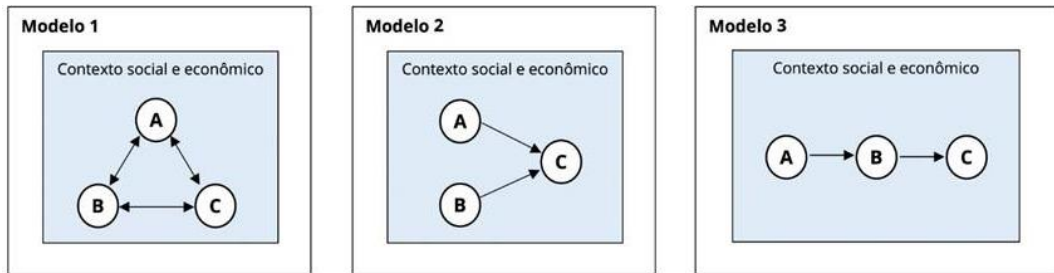 Modelo 1
Contexto social e econômico
A
B
C
Modelo 2
Contexto social e econômico
A
B
C
Modelo 3
Contexto social e econômico
A
B
C